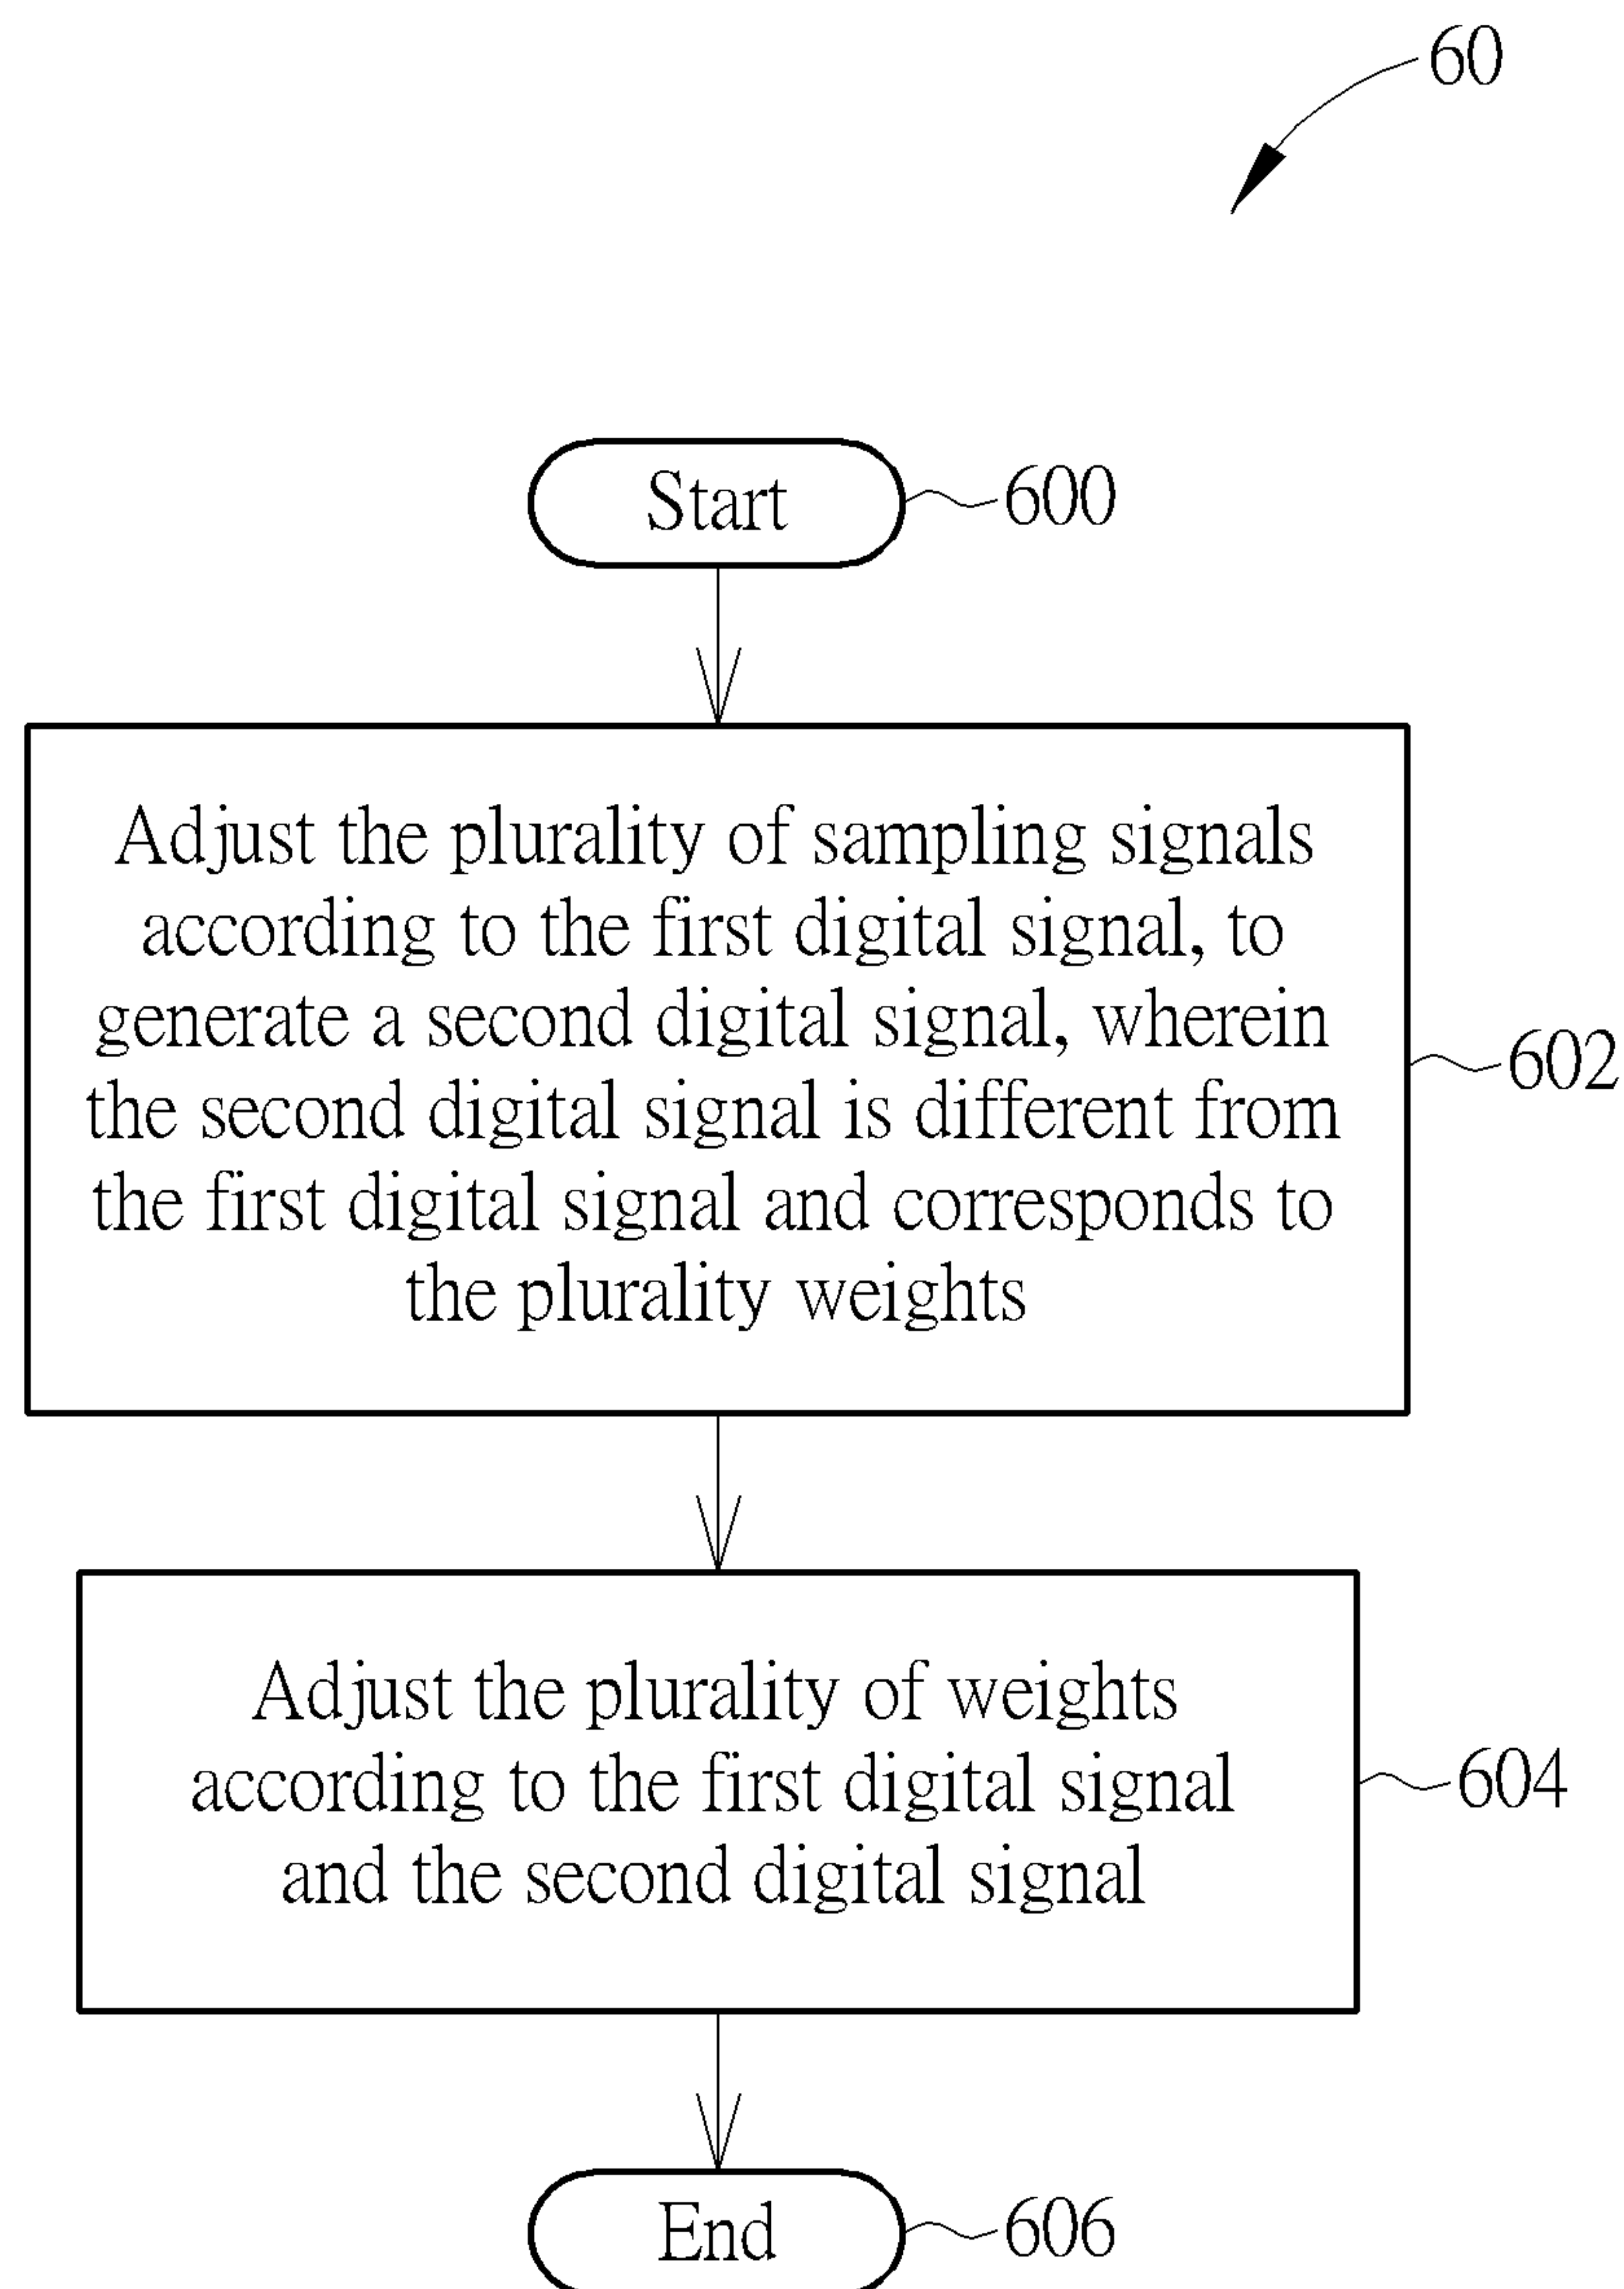 60
Start
600
Adjust the plurality of sampling signals
according to the first digital signal, to
generate a second digital signal, wherein
the second digital signal is different from
the first digital signal and corresponds to
the plurality weights
602
Adjust the plurality of weights
according to the first digital signal
and the second digital signal
604
End
606